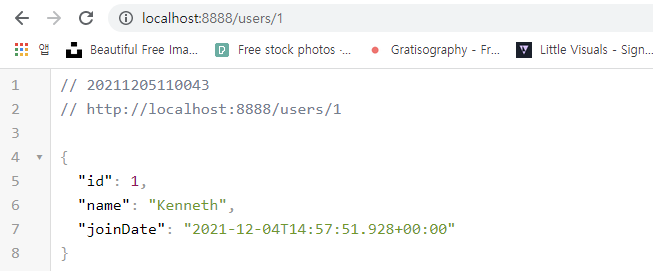 localhost:8888/users/1
앱 Beautiful Free Ima... Free stock photos ·... Gratisography - Fr... Little Visuals - Sign...
1 // 20211205110043
2 // http://localhost:8888/users/1
3
4 {
5 "id": 1,
6 "name": "Kenneth",
7 "joinDate": "2021-12-04T14:57:51.928+00:00"
8 }